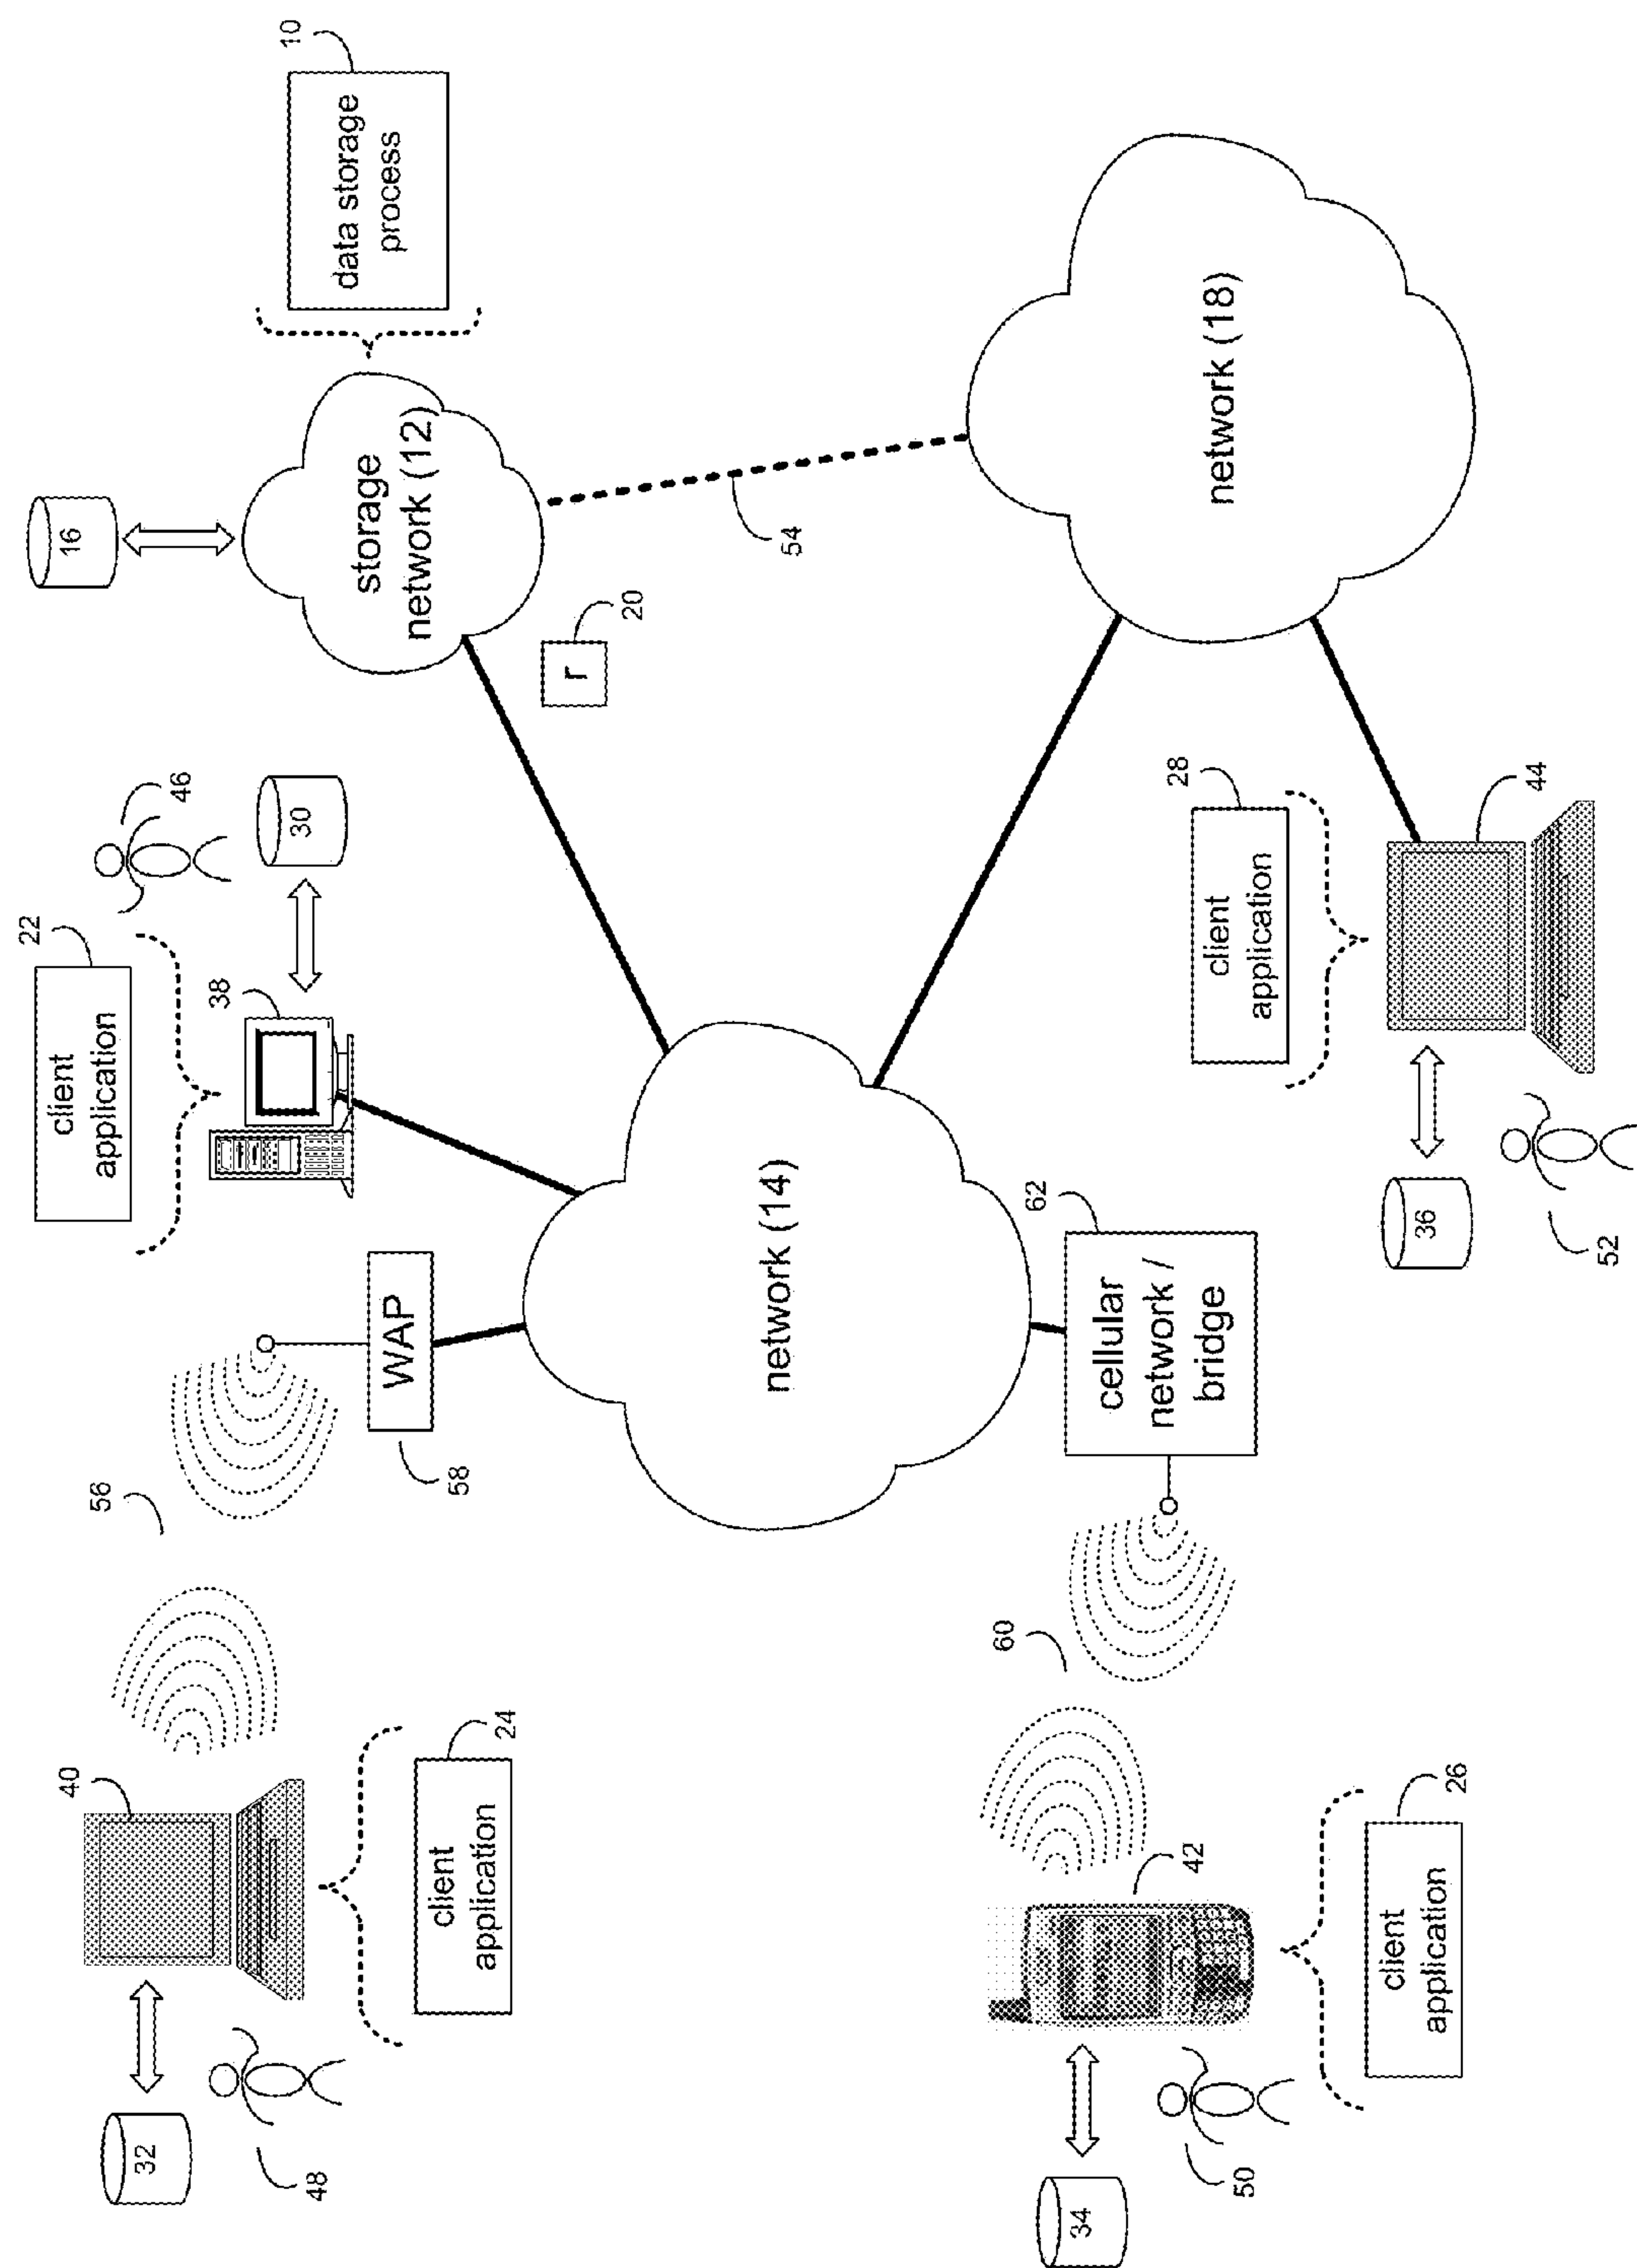 32
48
40
client
application
24
56
WAP
58
client
application
22
38
46
30
16
storage
network (12)
data storage
process
10
r
20
network (14)
54
network (18)
34
50
42
client
application
26
60
cellular
network /
bridge
62
client
application
28
36
52
44